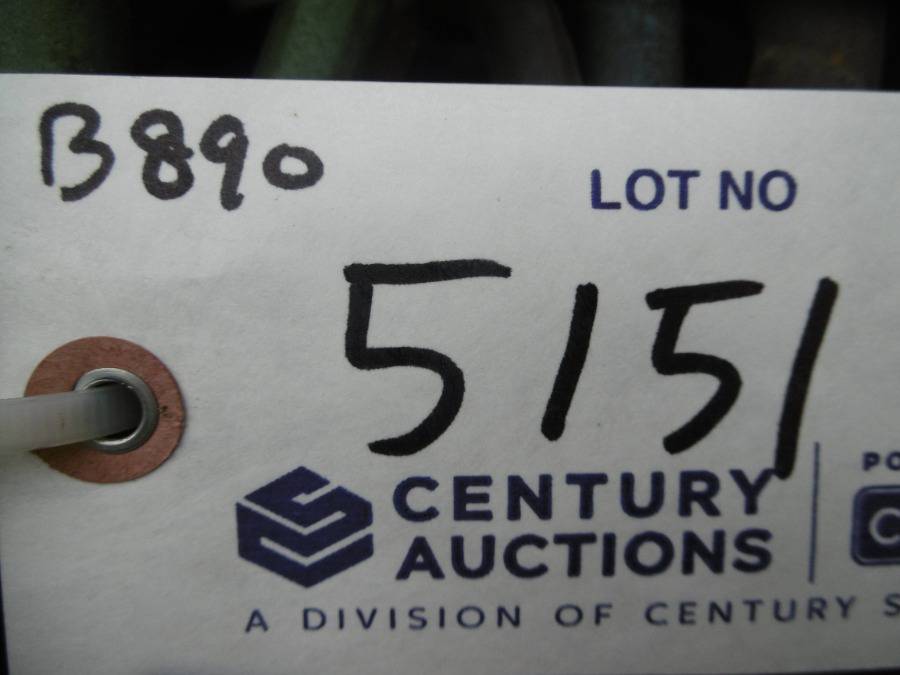 B890
LOT NO
5151
CENTURY
AUCTIONS
A DIVISION OF CENTURY